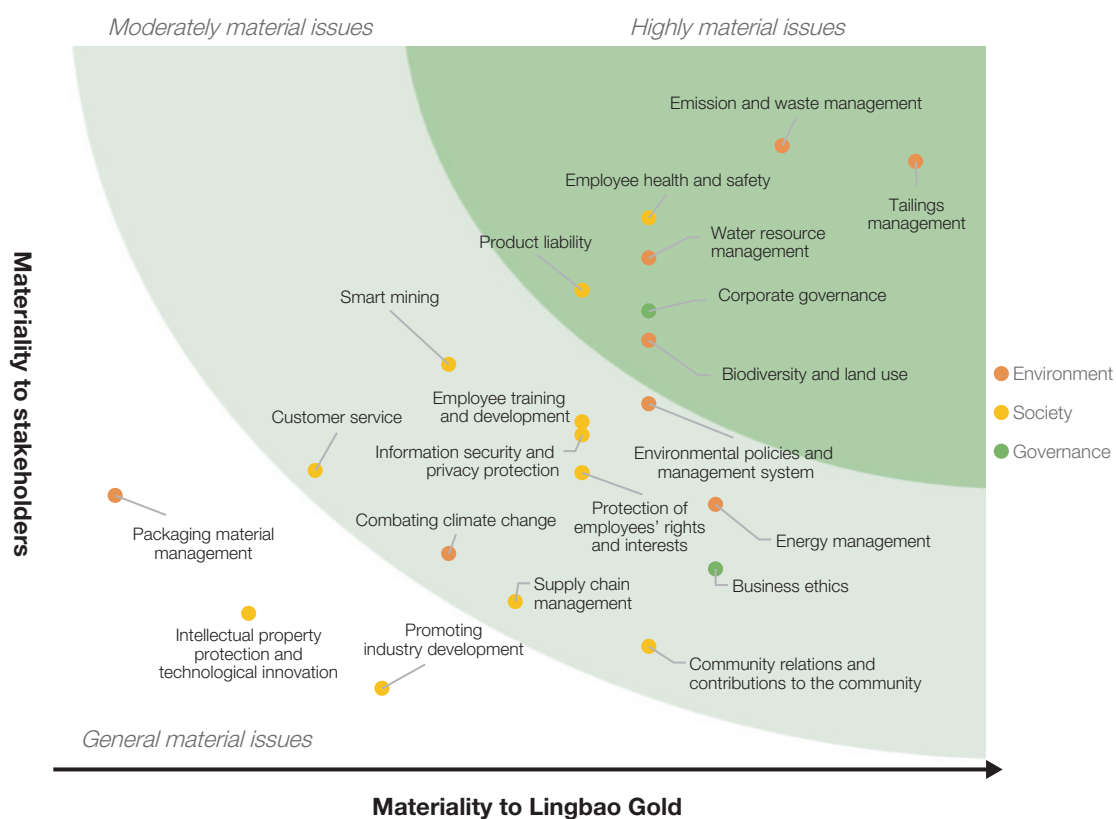 Moderately material issues
Highly material issues
Emission and waste management
Tailings
management
Employee health and safety
Water resource
management
Product liability
Corporate governance
Smart mining
Biodiversity and land use
Employee training
and development
Customer service
Information security and
privacy protection
Environmental policies and
management system
Protection of
employees’ rights
and interests
Packaging material
management
Combating climate change
Energy management
Supply chain
management
Business ethics
Intellectual property
protection and
technological innovation
Promoting
industry development
Community relations and
contributions to the community
General material issues
Materiality to stakeholders
Materiality to Lingbao Gold
Environment
Society
Governance